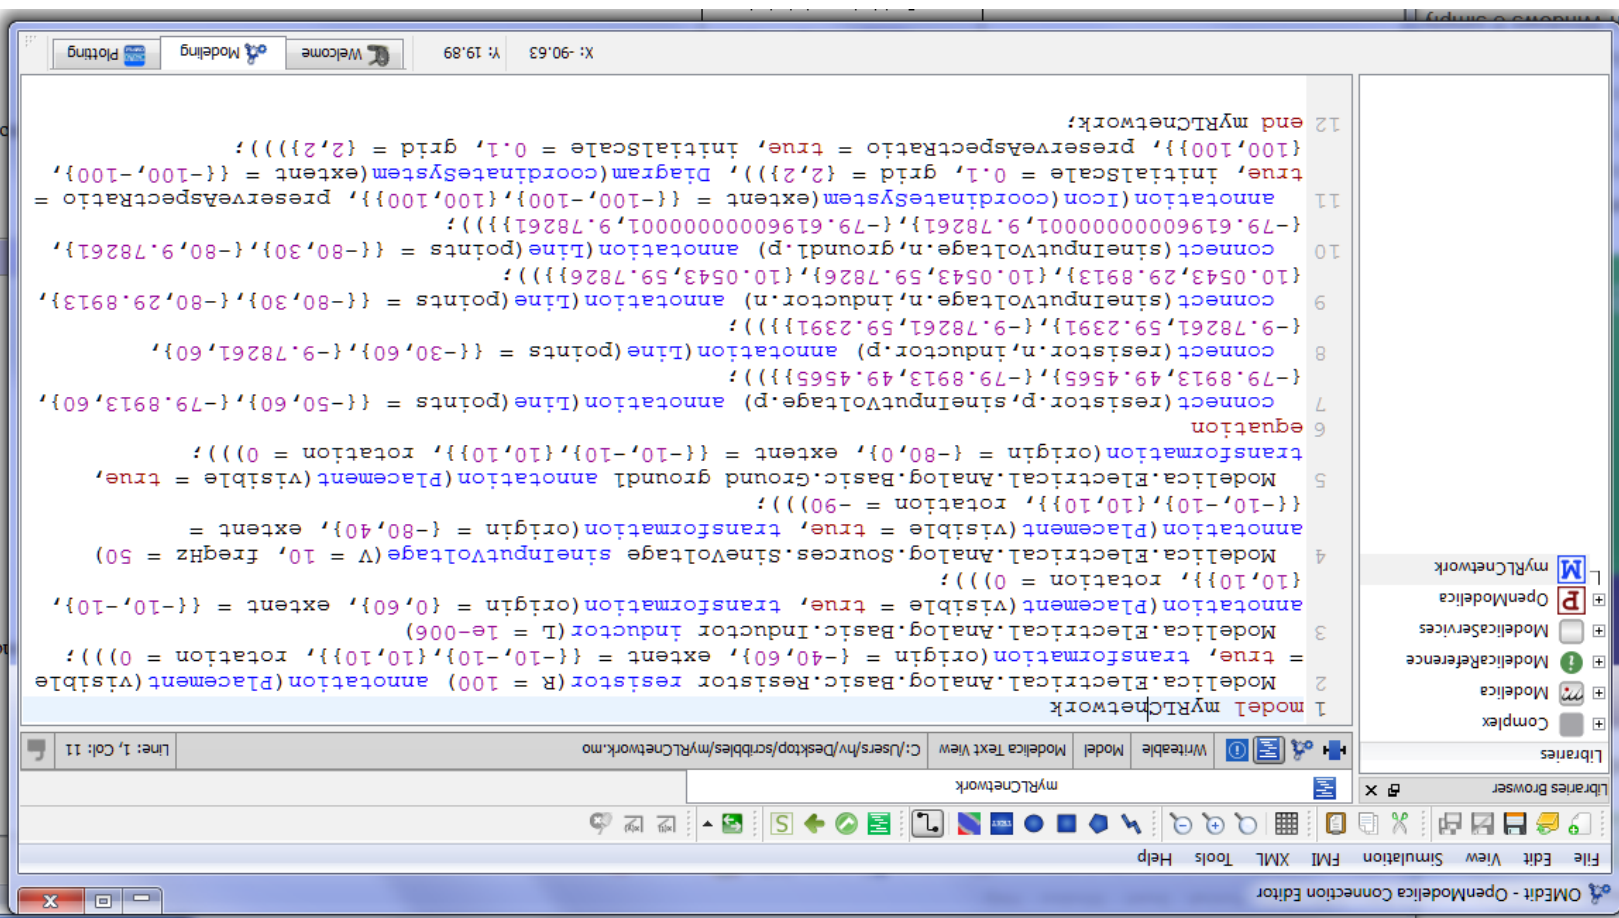 OMEdit - OpenModelica Connection Editor
File Edit View Simulation FMI XML Tools Help
Libraries Browser
Libraries
Complex
Modelica
ModelicaReference
ModelicaServices
OpenModelica
myRLCnetwork
myRLCnetwork
Writeable Model Modelica Text View C:/Users/hv/Desktop/scribbles/myRLCnetwork.mo Line: 1, Col: 11
1 model myRLCnetwork
2 Modelica.Electrical.Analog.Basic.Resistor resistor(R = 100) annotation(Placement(visible
= true, transformation(origin = {-40,60}, extent = {{-10,-10},{10,10}}, rotation = 0)));
3 Modelica.Electrical.Analog.Basic.Inductor inductor(L = 1e-006)
annotation(Placement(visible = true, transformation(origin = {0,60}, extent = {{-10,-10},
{10,10}}, rotation = 0)));
4 Modelica.Electrical.Analog.Sources.SineVoltage sineInputVoltage(V = 10, freqHz = 50)
annotation(Placement(visible = true, transformation(origin = {-80,40}, extent =
{{-10,-10},{10,10}}, rotation = -90)));
5 Modelica.Electrical.Analog.Basic.Ground ground1 annotation(Placement(visible = true,
transformation(origin = {-80,0}, extent = {{-10,-10},{10,10}}, rotation = 0)));
6 equation
7 connect(resistor.p,sineInputVoltage.p) annotation(Line(points = {{-50,60},{-79.8913,60},
{-79.8913,49.4565},{-79.8913,49.4565}}));
8 connect(resistor.n,inductor.p) annotation(Line(points = {{-30,60},{-9.78261,60},
{-9.78261,59.2391},{-9.78261,59.2391}}));
9 connect(sineInputVoltage.n,inductor.n) annotation(Line(points = {{-80,30},{-80,29.8913},
{10.0543,29.8913},{10.0543,59.7826},{10.0543,59.7826}}));
10 connect(sineInputVoltage.n,ground1.p) annotation(Line(points = {{-80,30},{-80,9.78261},
{-79.61960000000001,9.78261},{-79.61960000000001,9.78261}}));
11 annotation(Icon(coordinateSystem(extent = {{-100,-100},{100,100}}, preserveAspectRatio =
true, initialScale = 0.1, grid = {2,2})), Diagram(coordinateSystem(extent = {{-100,-100},
{100,100}}, preserveAspectRatio = true, initialScale = 0.1, grid = {2,2})));
12 end myRLCnetwork;
X: -90.63 Y: 19.89 Welcome Modeling Plotting